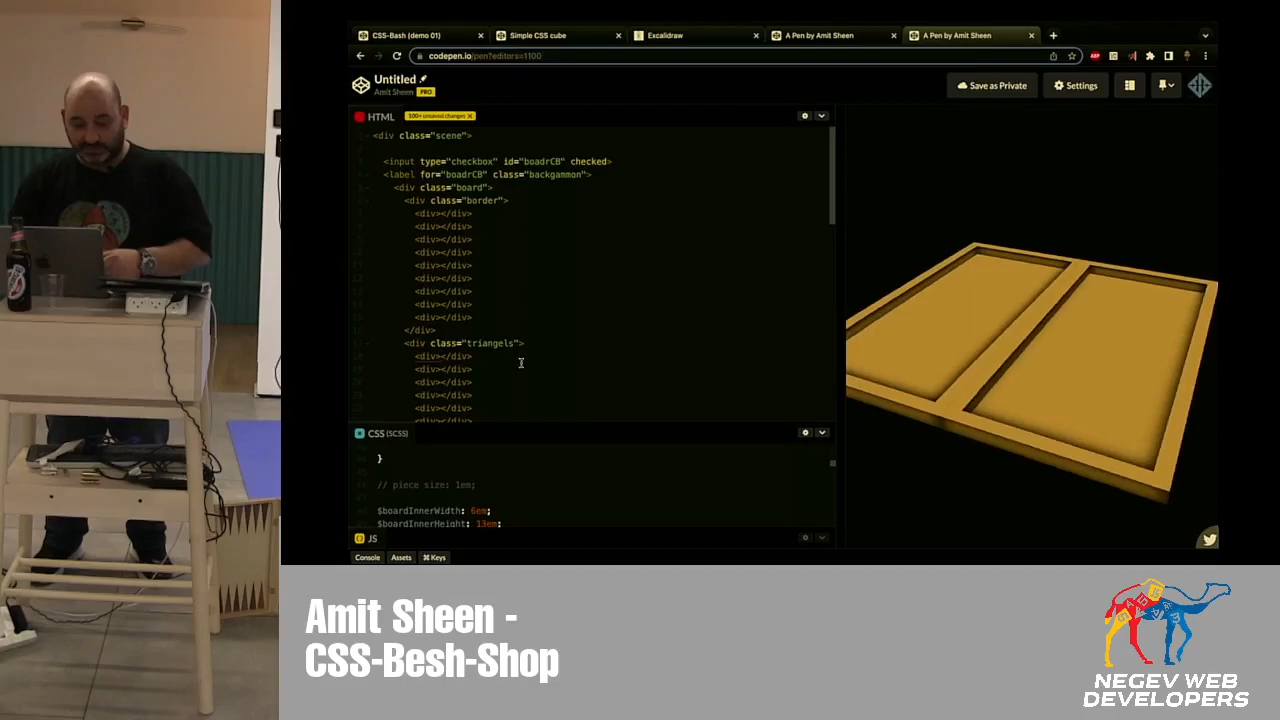 CSS-Bash (demo 01)
Simple CSS cube
Excalidraw
A Pen by Amit Sheen
A Pen by Amit Sheen
codepen.io/pen?editors=1100
Untitled
Amit Sheen PRO
Save as Private
Settings
HTML
100+ unsaved changes X
<div class="scene">
<input type="checkbox" id="boadrCB" checked>
<label for="boadrCB" class="backgammon">
<div class="board">
<div class="border">
<div></div>
<div></div>
<div></div>
<div></div>
<div></div>
<div></div>
<div></div>
<div></div>
<div></div>
</div>
<div class="triangels">
<div></div>
<div></div>
<div></div>
<div></div>
<div></div>
<div></div>
CSS (SCSS)
}
// piece size: 1em;
$boardInnerWidth: 6em;
$boardInnerHeight: 13em;
JS
Console
Assets
⌘ Keys
Amit Sheen -
CSS-Besh-Shop
NEGEV WEB
DEVELOPERS